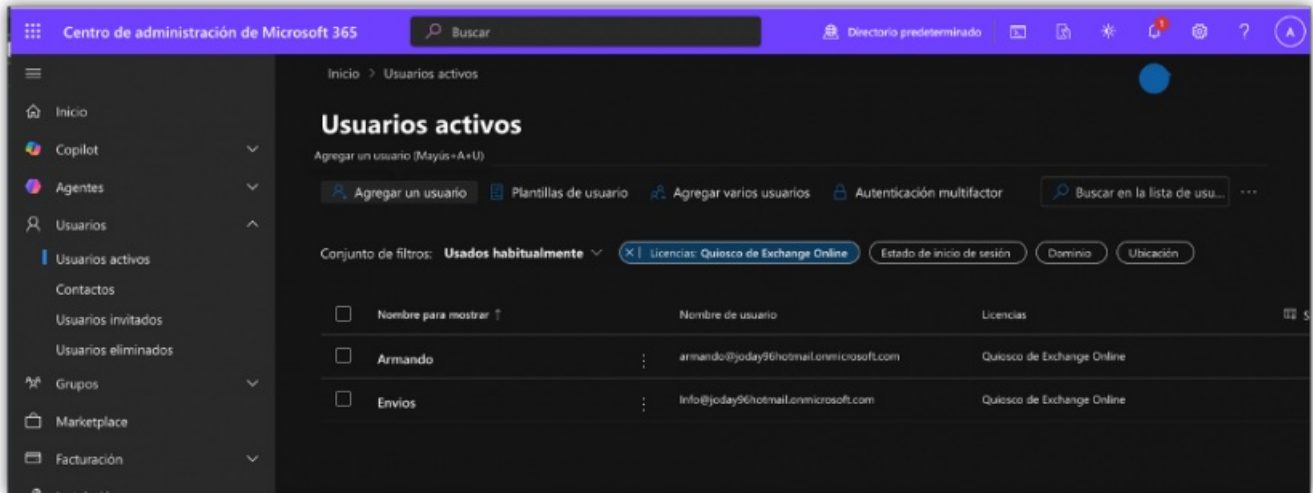 Centro de administración de Microsoft 365
Buscar
Directorio predeterminado
1
?
A
Inicio > Usuarios activos
Inicio
Copilot
Agentes
Usuarios
Usuarios activos
Contactos
Usuarios invitados
Usuarios eliminados
Grupos
Marketplace
Facturación
Usuarios activos
Agregar un usuario (Mayús+A+U)
Agregar un usuario
Plantillas de usuario
Agregar varios usuarios
Autenticación multifactor
Buscar en la lista de usu...
Conjunto de filtros: Usados habitualmente
Licencias: Quiosco de Exchange Online
Estado de inicio de sesión
Dominio
Ubicación
Nombre para mostrar ↑ Nombre de usuario Licencias
Armando armando@joday96hotmail.onmicrosoft.com Quiosco de Exchange Online
Envios Info@joday96hotmail.onmicrosoft.com Quiosco de Exchange Online